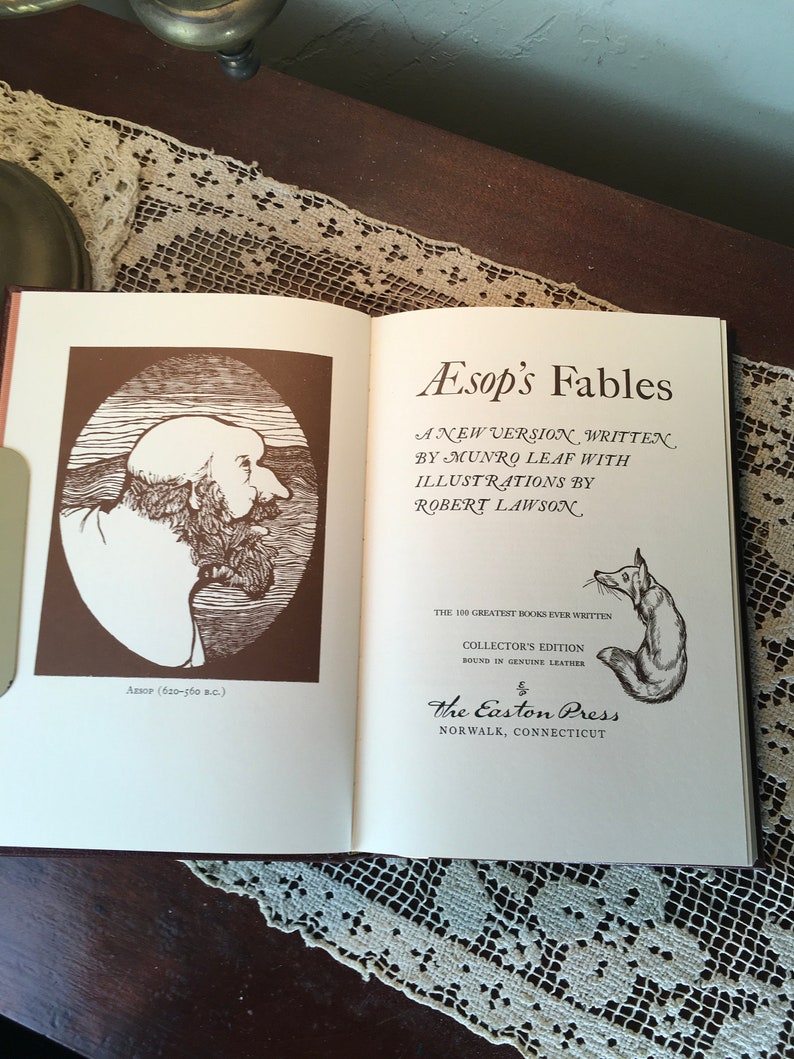 Aesop (620–560 B.C.)
Æsop's Fables
A NEW VERSION WRITTEN
BY MUNRO LEAF WITH
ILLUSTRATIONS BY
ROBERT LAWSON
THE 100 GREATEST BOOKS EVER WRITTEN
COLLECTOR'S EDITION
BOUND IN GENUINE LEATHER
The Easton Press
NORWALK, CONNECTICUT